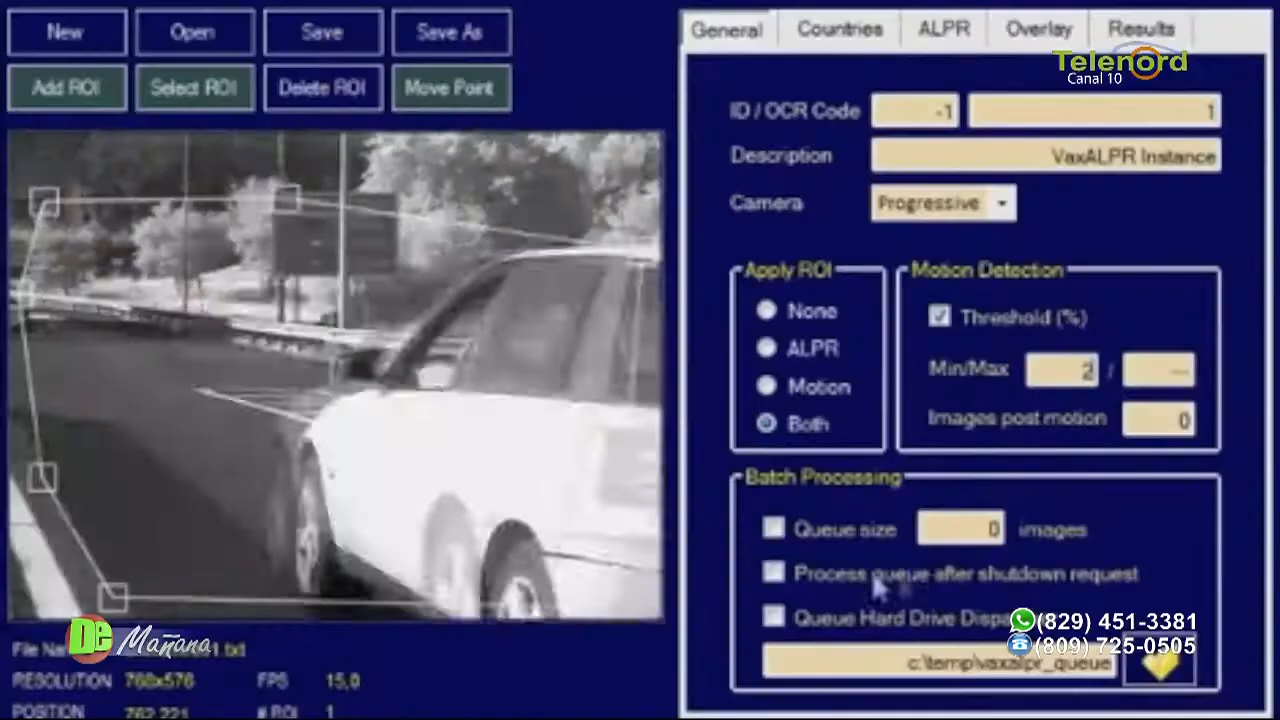 New Open Save Save As
Add ROI Select ROI Delete ROI Move Point
General Countries ALPR Overlay Results
Telenord
Canal 10
ID / OCR Code -1 1
Description VaxALPR Instance
Camera Progressive
Apply ROI
None
ALPR
Motion
Both
Motion Detection
Threshold (%)
Min/Max 2 / ---
Images post motion 0
Batch Processing
Queue size 0 images
Process queue after shutdown request
Queue Hard Drive
c:\temp\vaxalpr_queue
(829) 451-3381
(809) 725-0505
De Mañana
RESOLUTION 768x576 FPS 15,0
POSITION 762,221 # ROI 1